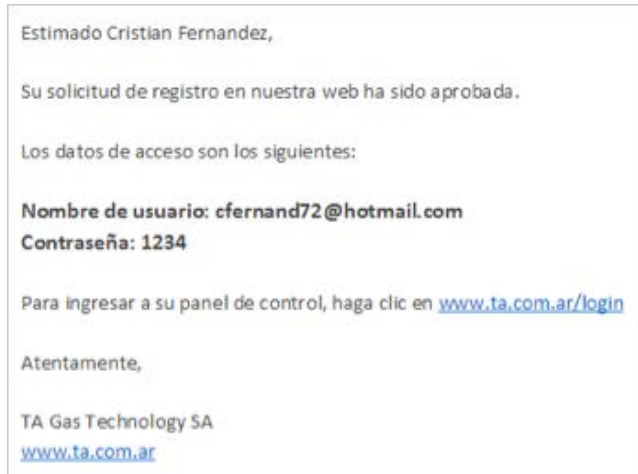 Estimado Cristian Fernandez,
Su solicitud de registro en nuestra web ha sido aprobada.
Los datos de acceso son los siguientes:
Nombre de usuario: cfernand72@hotmail.com
Contraseña: 1234
Para ingresar a su panel de control, haga clic en www.ta.com.ar/login
Atentamente,
TA Gas Technology SA
www.ta.com.ar